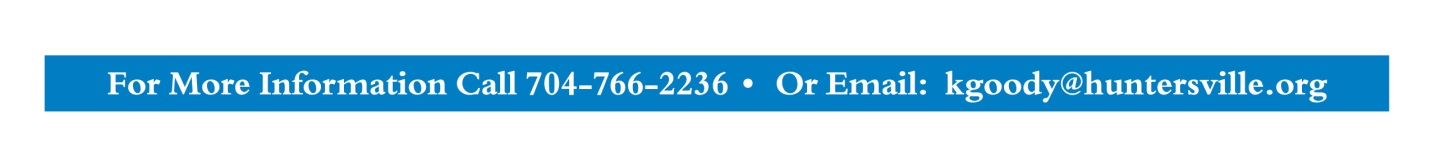 For More Information Call 704-766-2236 • Or Email: kgoody@huntersville.org